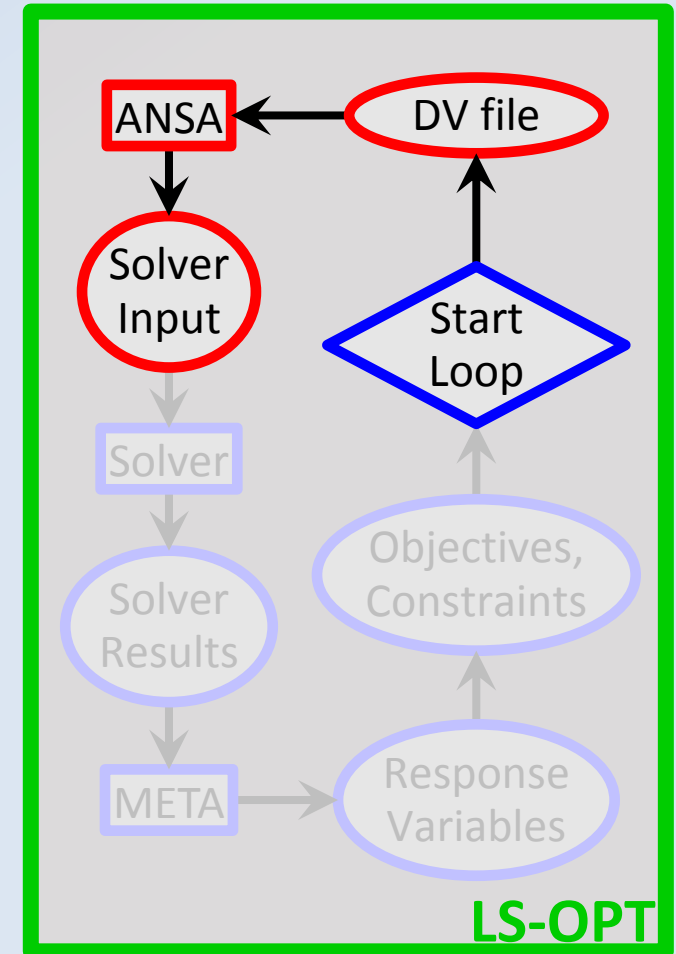 ANSA
DV file
Solver
Input
Start
Loop
Solver
Objectives,
Constraints
Solver
Results
META
Response
Variables
LS-OPT